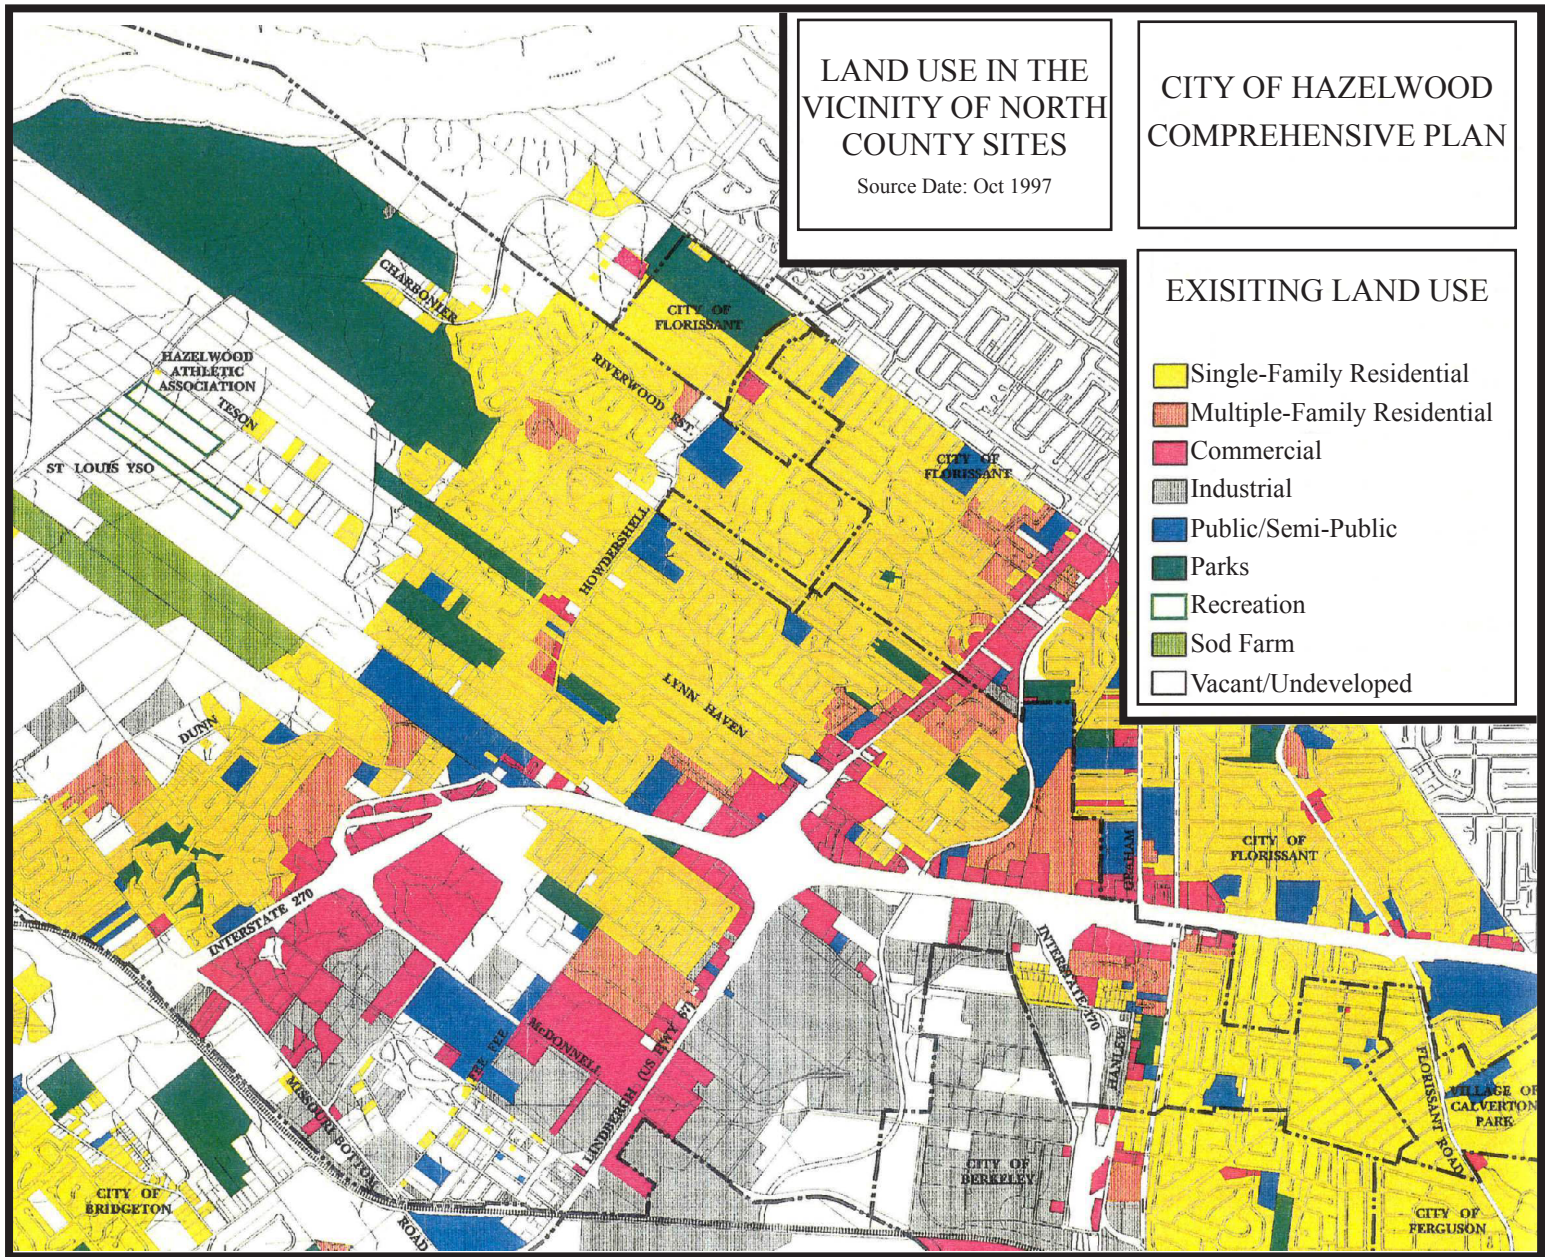 LAND USE IN THE
VICINITY OF NORTH
COUNTY SITES
Source Date: Oct 1997
CITY OF HAZELWOOD
COMPREHENSIVE PLAN
EXISITING LAND USE
Single-Family Residential
Multiple-Family Residential
Commercial
Industrial
Public/Semi-Public
Parks
Recreation
Sod Farm
Vacant/Undeveloped
CHARBONIER
CITY OF
FLORISSANT
HAZELWOOD
ATHLETIC
ASSOCIATION
TESON
RIVERWOOD EST.
ST LOUIS YSO
CITY OF
FLORISSANT
HOWDERSHELL
LYNN HAVEN
DUNN
GRAHAM
CITY OF
FLORISSANT
INTERSTATE 270
INTERSTATE 170
McDONNELL
FEE FEE
LINDBERGH (US HWY 67)
HANLEY
MISSOURI BOTTOM
ROAD
FLORISSANT ROAD
VILLAGE OF
CALVERTON
PARK
CITY OF
BERKELEY
CITY OF
BRIDGETON
CITY OF
FERGUSON